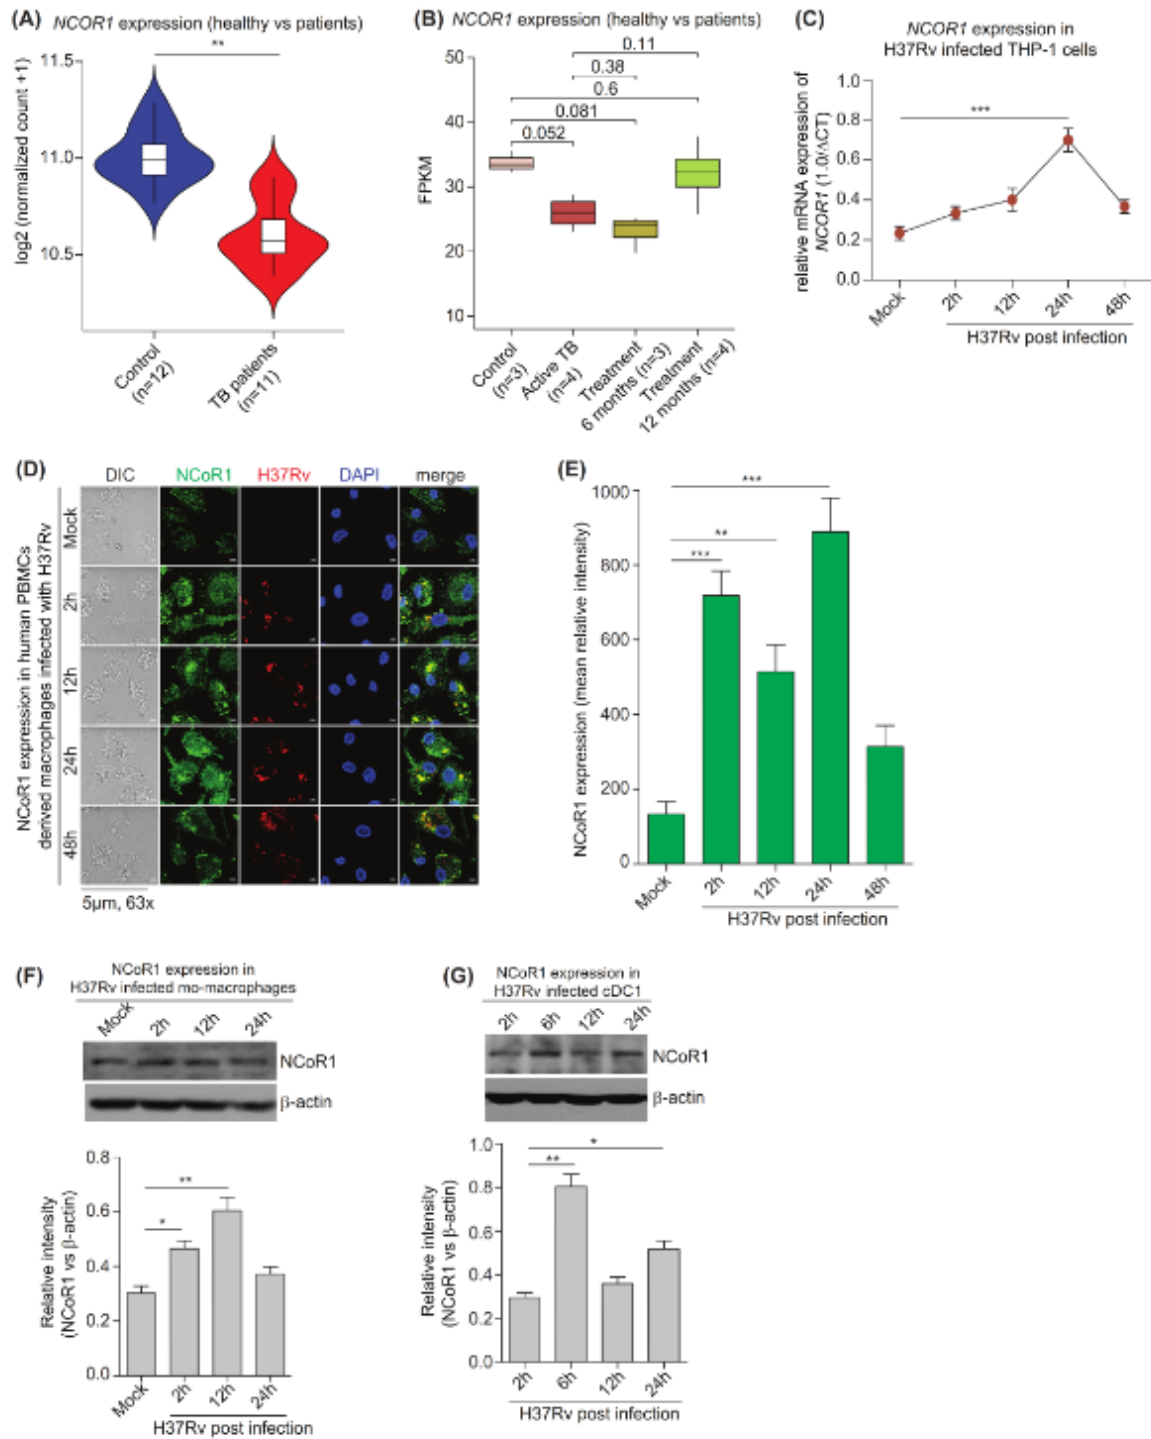 (A) NCOR1 expression (healthy vs patients)
**
log2 (normalized count +1)
11.5
11.0
10.5
Control
(n=12)
TB patients
(n=11)
(B) NCOR1 expression (healthy vs patients)
FPKM
50
40
30
20
10
0.11
0.38
0.6
0.081
0.052
Control
(n=3)
Active TB
(n=4)
Treatment
6 months (n=3)
Treatment
12 months (n=4)
(C) NCOR1 expression in
H37Rv infected THP-1 cells
relative mRNA expression of
NCOR1 (1.0/ΔCT)
1.0
0.8
0.6
0.4
0.2
0.0
***
Mock
2h
12h
24h
48h
H37Rv post infection
(D)
DIC NCoR1 H37Rv DAPI merge
NCoR1 expression in human PBMCs
derived macrophages infected with H37Rv
Mock
2h
12h
24h
48h
5µm, 63x
(E)
NCoR1 expression (mean relative intensity)
1000
800
600
400
200
0
***
**
***
Mock
2h
12h
24h
48h
H37Rv post infection
(F) NCoR1 expression in
H37Rv infected mo-macrophages
Mock 2h 12h 24h
NCoR1
β-actin
Relative intensity
(NCoR1 vs β-actin)
0.8
0.6
0.4
0.2
0.0
**
*
Mock
2h
12h
24h
H37Rv post infection
(G) NCoR1 expression in
H37Rv infected cDC1
2h 6h 12h 24h
NCoR1
β-actin
Relative intensity
(NCoR1 vs β-actin)
1.0
0.8
0.6
0.4
0.2
0.0
*
**
2h
6h
12h
24h
H37Rv post infection